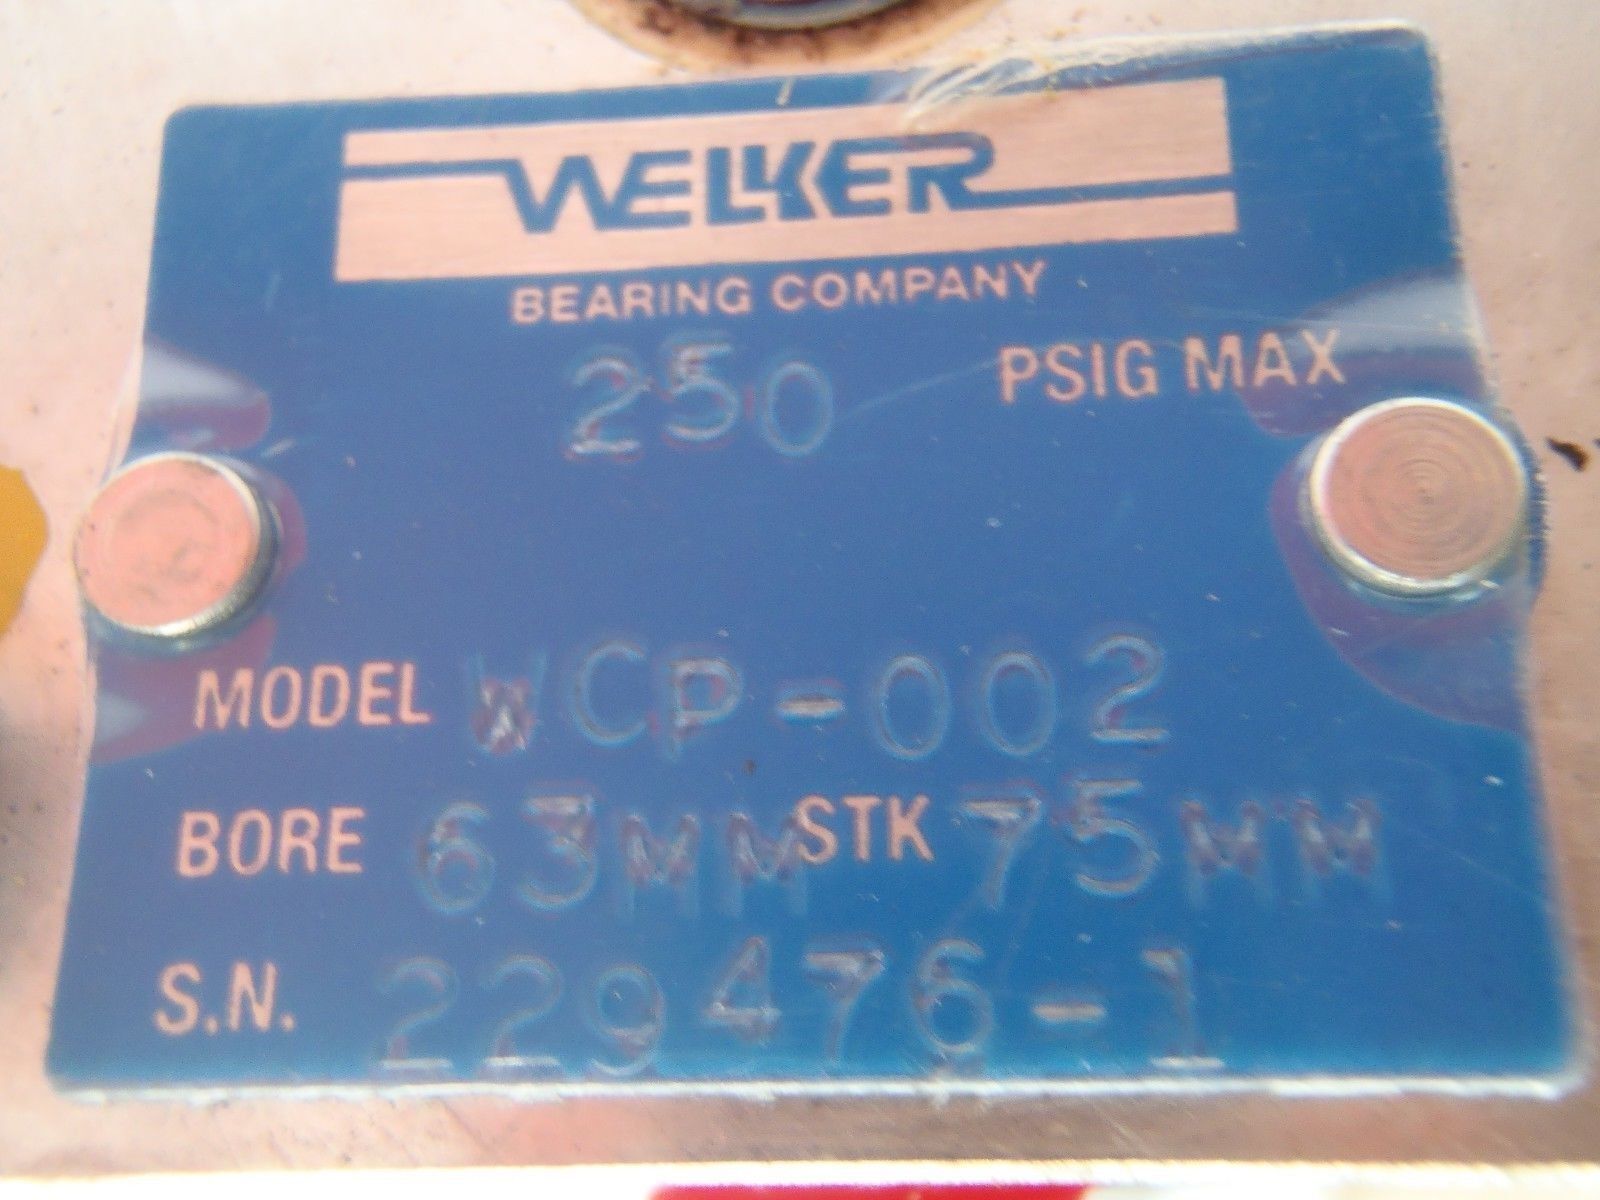 WELKER
BEARING COMPANY
250 PSIG MAX
MODEL WCP-002
BORE 63MM STK 75MM
S.N. 229476-1